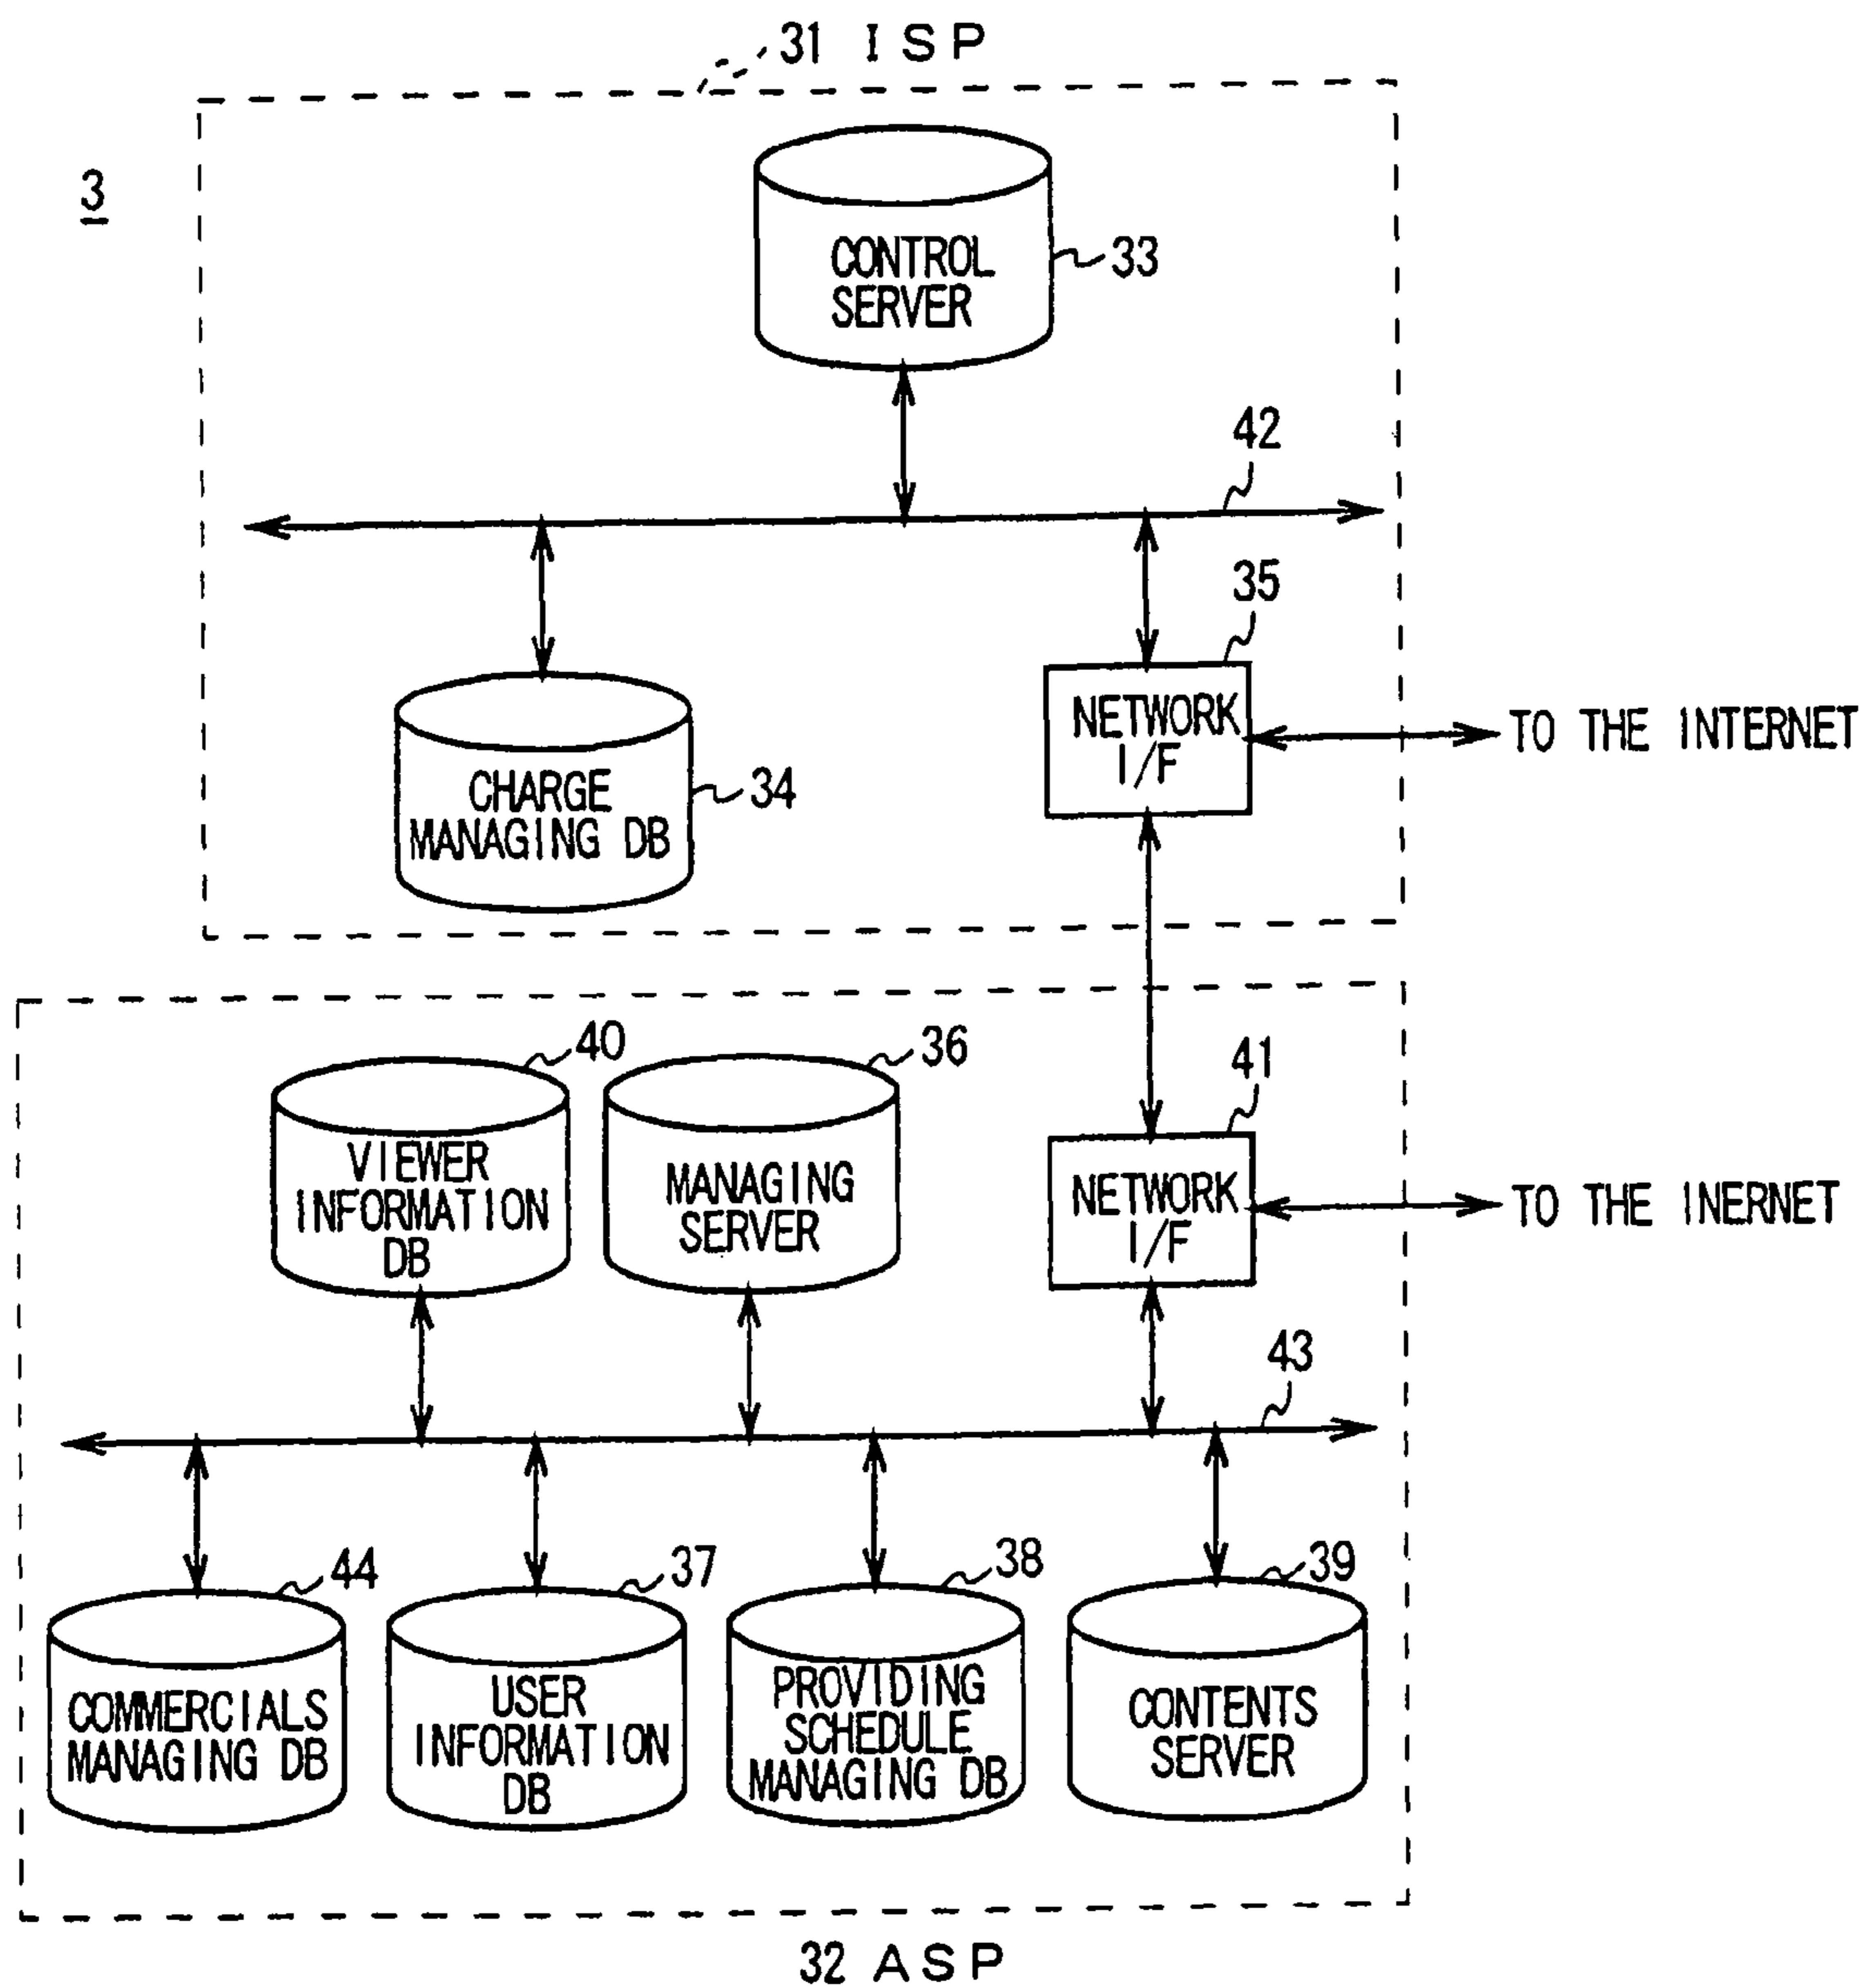 31 ISP
3
CONTROL
SERVER
33
42
35
NETWORK
I/F
TO THE INTERNET
CHARGE
MANAGING DB
34
40
36
41
VIEWER
INFORMATION
DB
MANAGING
SERVER
NETWORK
I/F
TO THE INERNET
43
44
37
38
39
COMMERCIALS
MANAGING DB
USER
INFORMATION
DB
PROVIDING
SCHEDULE
MANAGING DB
CONTENTS
SERVER
32 ASP